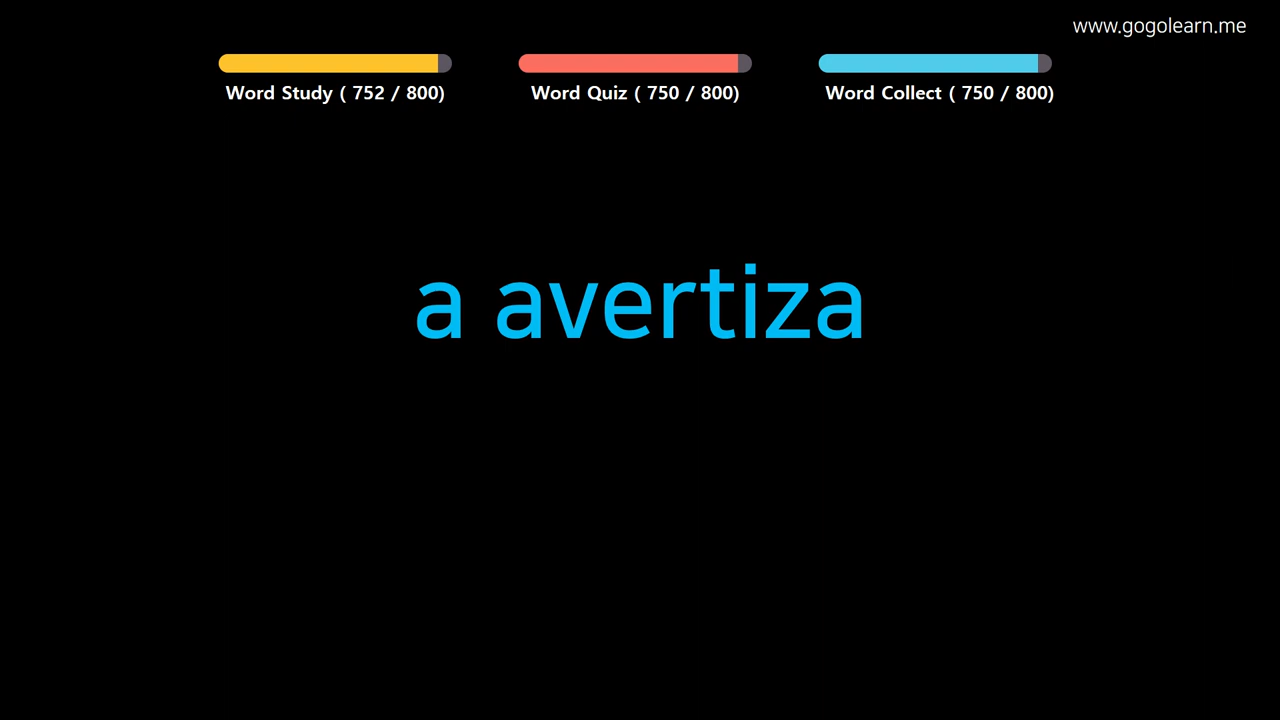 www.gogolearn.me
Word Study ( 752 / 800)
Word Quiz ( 750 / 800)
Word Collect ( 750 / 800)
a avertiza